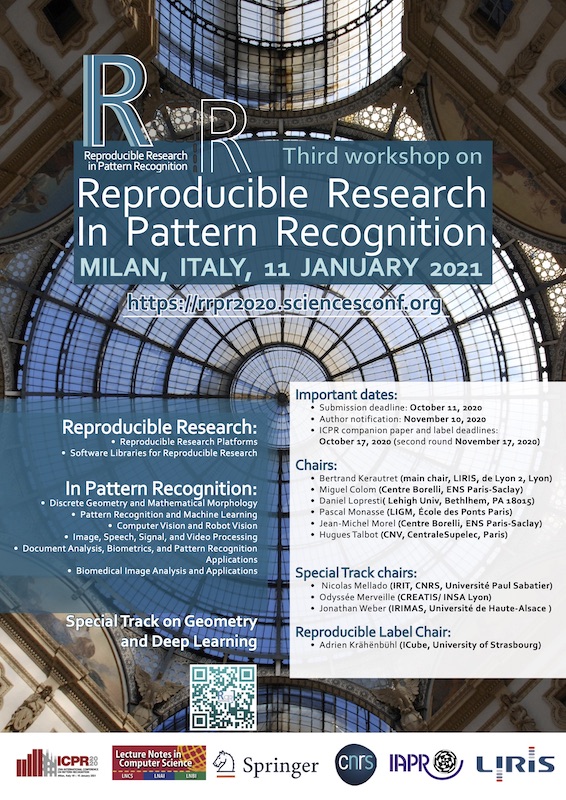 R
R
Reproducible Research
in Pattern Recognition
Third workshop on
Reproducible Research
In Pattern Recognition
MILAN, ITALY, 11 JANUARY 2021
https://rrpr2020.sciencesconf.org
Reproducible Research:
• Reproducible Research Platforms
• Software Libraries for Reproducible Research
In Pattern Recognition:
• Discrete Geometry and Mathematical Morphology
• Pattern Recognition and Machine Learning
• Computer Vision and Robot Vision
• Image, Speech, Signal, and Video Processing
• Document Analysis, Biometrics, and Pattern Recognition
Applications
• Biomedical Image Analysis and Applications
Special Track on Geometry
and Deep Learning
Important dates:
• Submission deadline: October 11, 2020
• Author notification: November 10, 2020
• ICPR companion paper and label deadlines:
October 17, 2020 (second round November 17, 2020)
Chairs:
• Bertrand Kerautret (main chair, LIRIS, de Lyon 2, Lyon)
• Miguel Colom (Centre Borelli, ENS Paris-Saclay)
• Daniel Lopresti( Lehigh Univ, Bethlhem, PA 18015)
• Pascal Monasse (LIGM, École des Ponts Paris)
• Jean-Michel Morel (Centre Borelli, ENS Paris-Saclay)
• Hugues Talbot (CNV, CentraleSupelec, Paris)
Special Track chairs:
• Nicolas Mellado (IRIT, CNRS, Université Paul Sabatier)
• Odyssée Merveille (CREATIS/ INSA Lyon)
• Jonathan Weber (IRIMAS, Université de Haute-Alsace )
Reproducible Label Chair:
• Adrien Krähenbühl (ICube, University of Strasbourg)
ICPR 2020
Lecture Notes in
Computer Science
LNCS LNAI LNBI
Springer
cnrs
IAPR
LIRIS